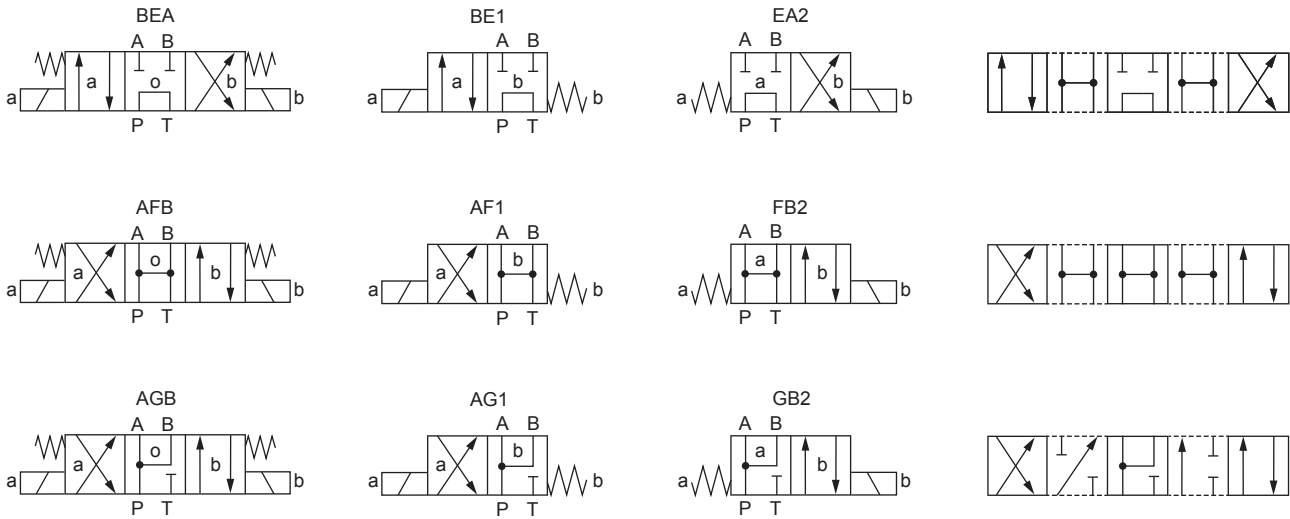 BEA BE1 EA2
A B A B A B
a a o b b a b b a a b b
P T P T P T
AFB AF1 FB2
A B A B A B
a a o b b a a b b a a b b
P T P T P T
AGB AG1 GB2
A B A B A B
a a o b b a a b b a a b b
P T P T P T